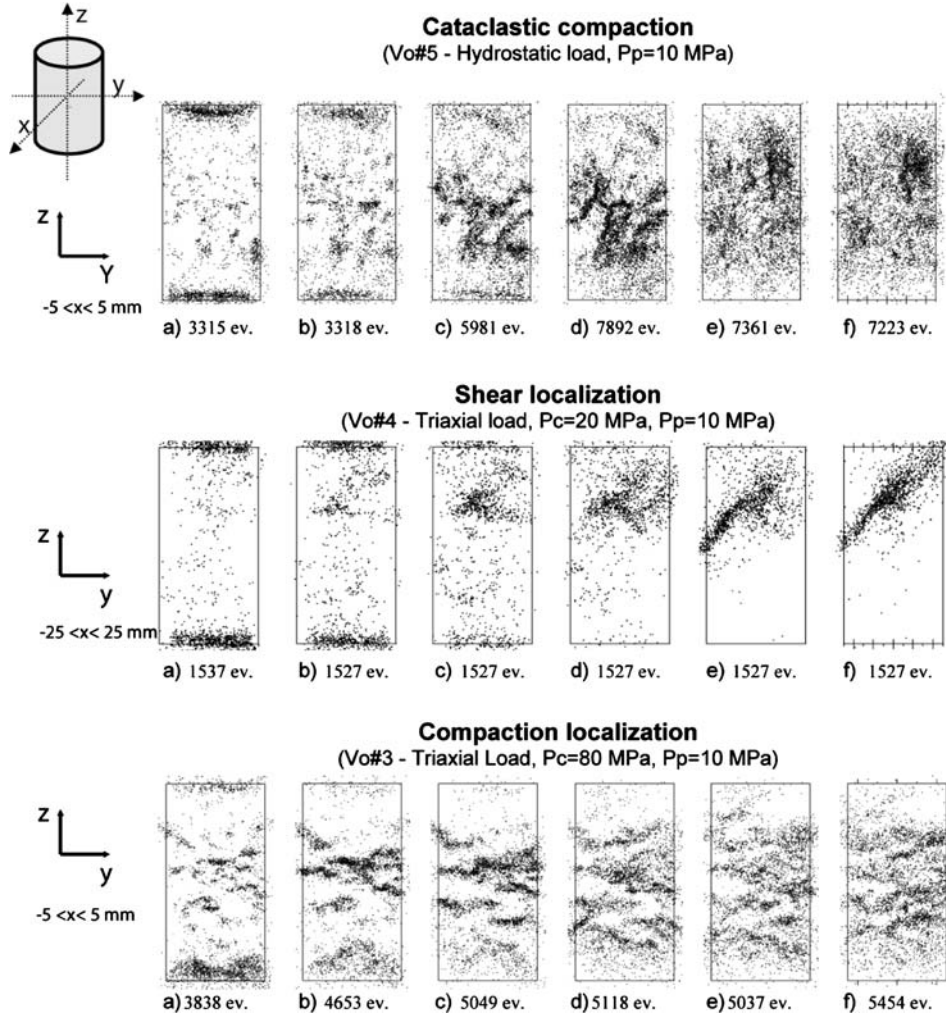 z
y
x
Cataclastic compaction
(Vo#5 - Hydrostatic load, Pp=10 MPa)
z
Y
-5 <x< 5 mm
a) 3315 ev. b) 3318 ev. c) 5981 ev. d) 7892 ev. e) 7361 ev. f) 7223 ev.
Shear localization
(Vo#4 - Triaxial load, Pc=20 MPa, Pp=10 MPa)
z
y
-25 <x< 25 mm
a) 1537 ev. b) 1527 ev. c) 1527 ev. d) 1527 ev. e) 1527 ev. f) 1527 ev.
Compaction localization
(Vo#3 - Triaxial Load, Pc=80 MPa, Pp=10 MPa)
z
y
-5 <x< 5 mm
a) 3838 ev. b) 4653 ev. c) 5049 ev. d) 5118 ev. e) 5037 ev. f) 5454 ev.